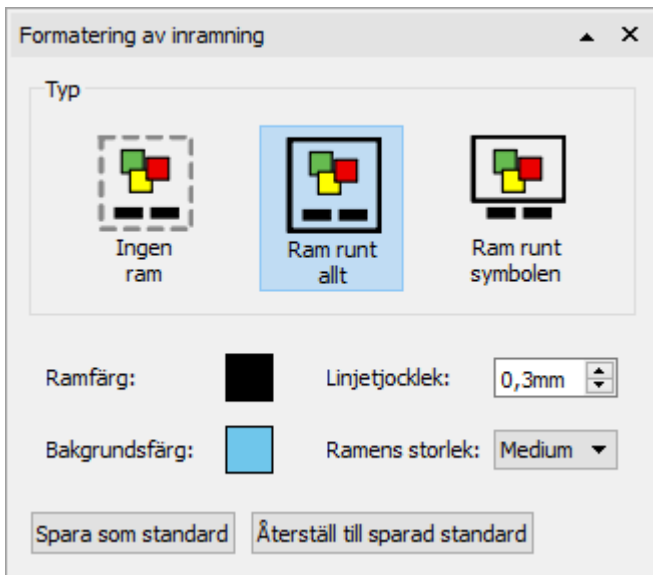 Formatering av inramning
Typ
Ingen
ram
Ram runt
allt
Ram runt
symbolen
Ramfärg:
Linjetjocklek:
0,3mm
Bakgrundsfärg:
Ramens storlek:
Medium
Spara som standard
Återställ till sparad standard